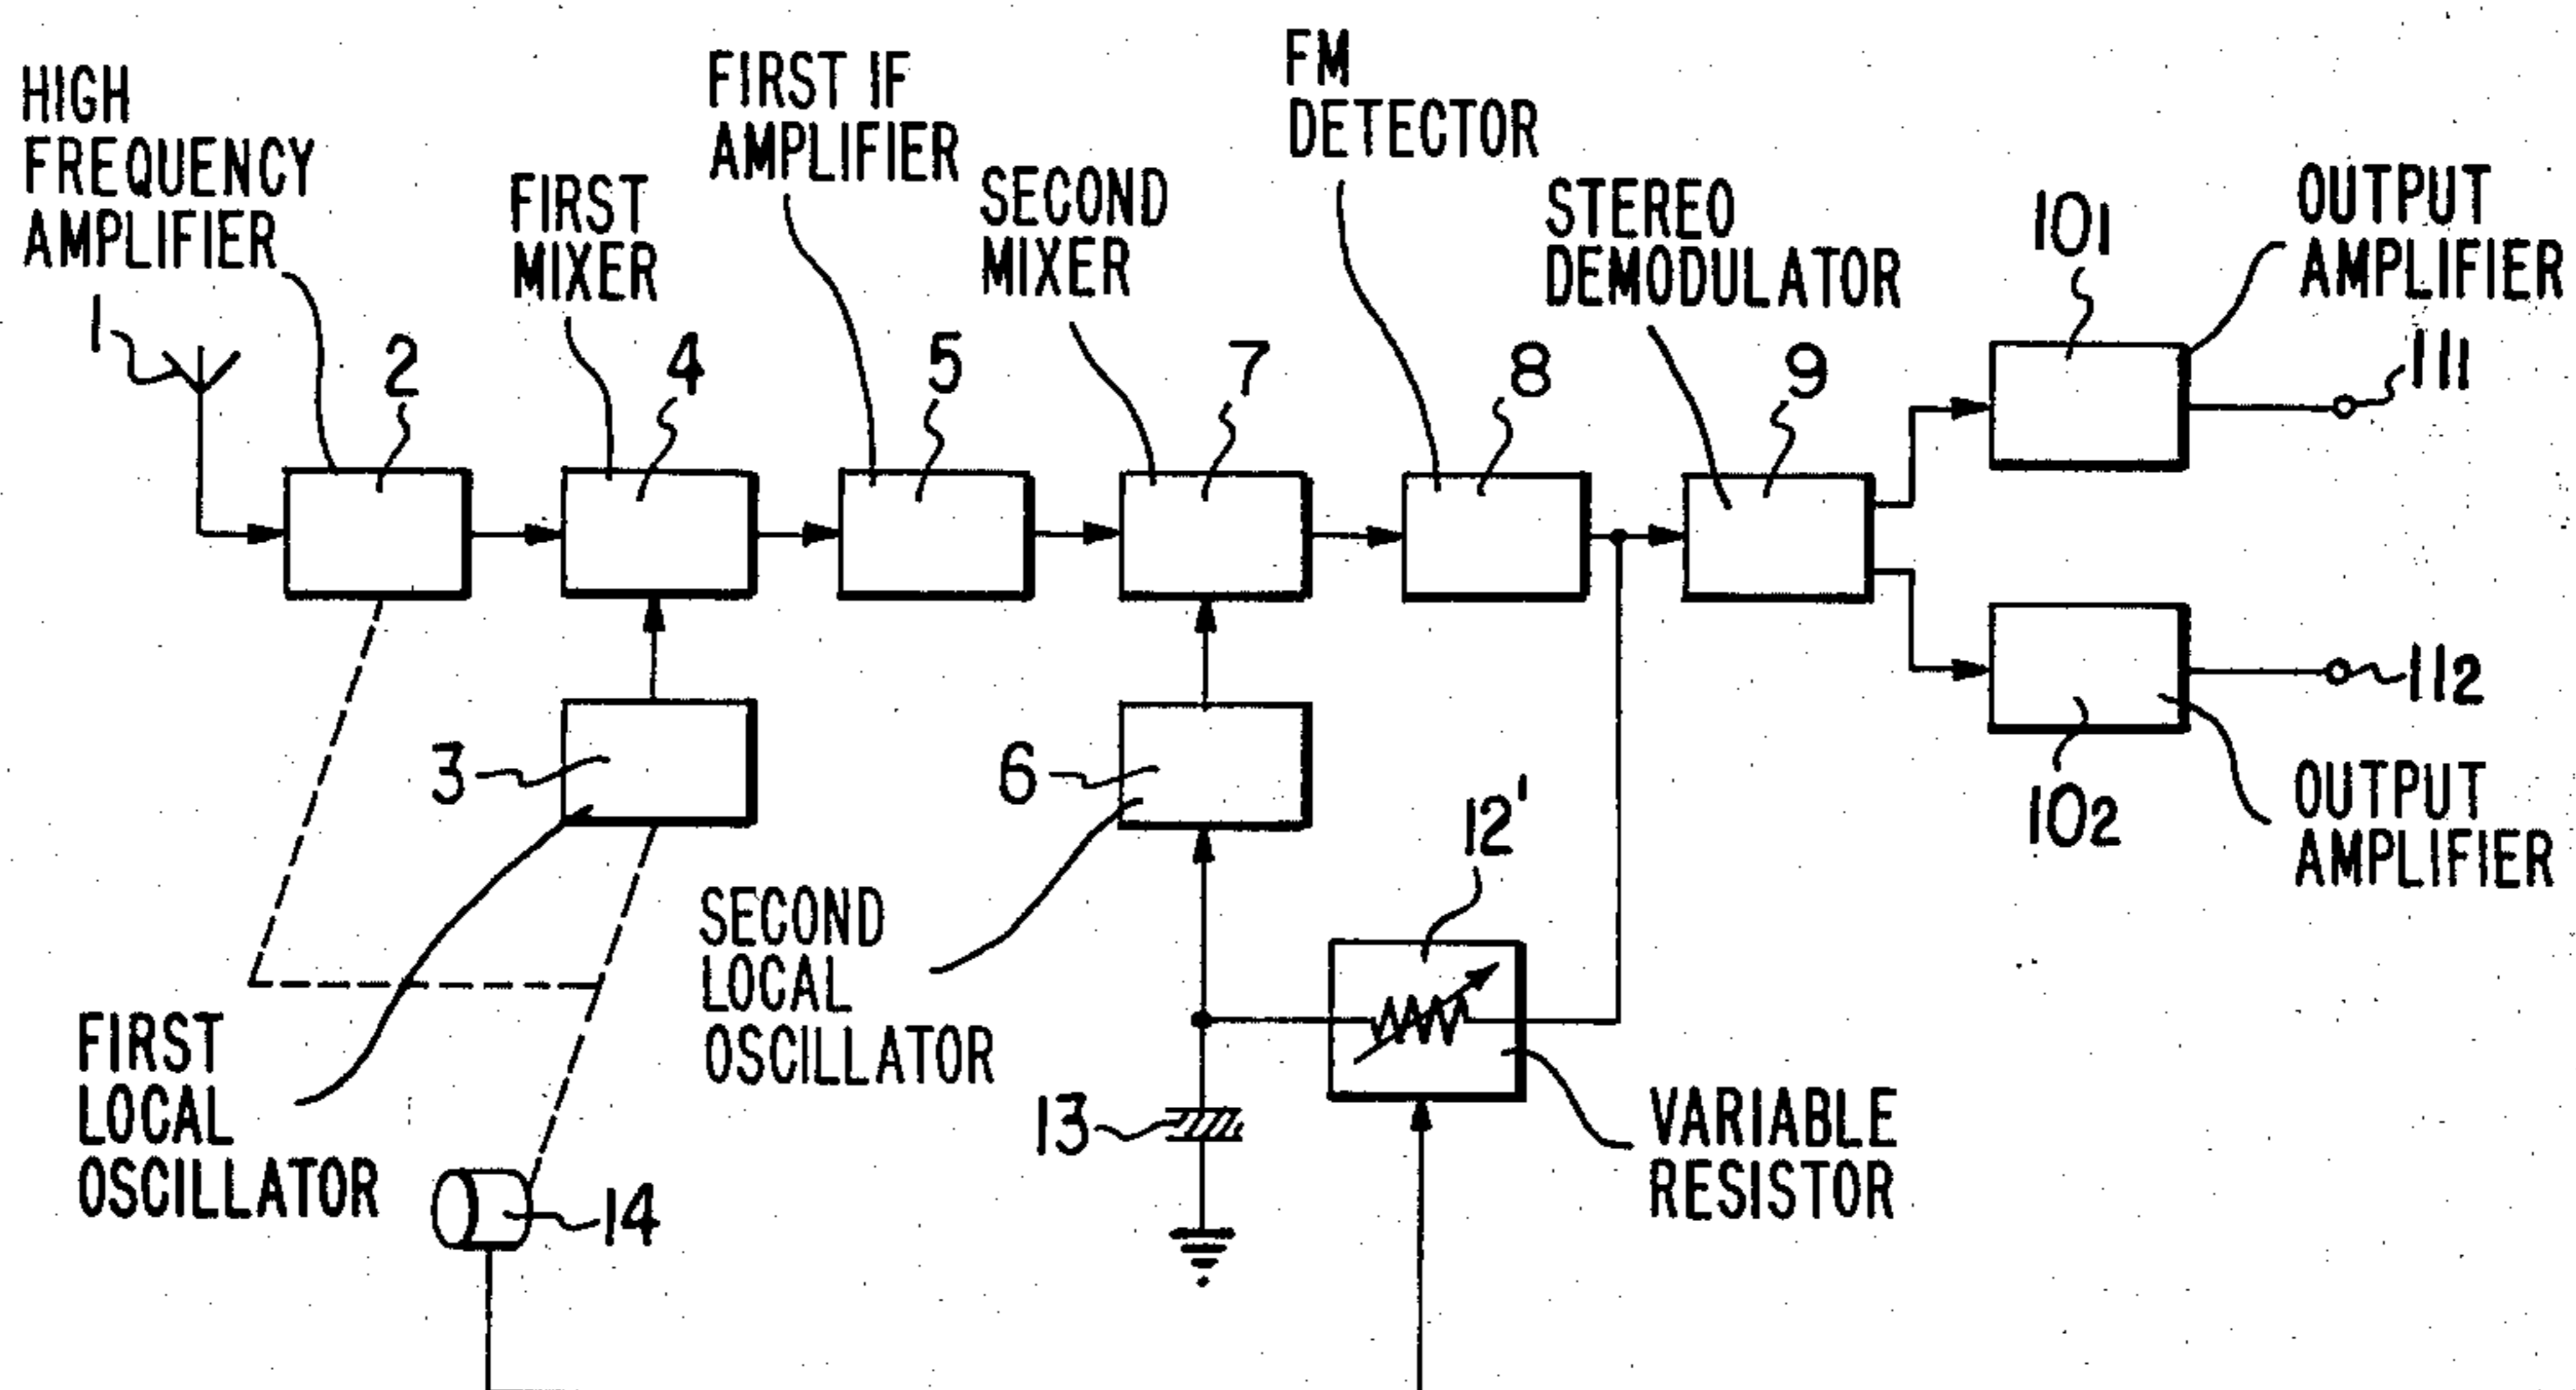 HIGH
FREQUENCY
AMPLIFIER
FIRST
MIXER
FIRST IF
AMPLIFIER
SECOND
MIXER
FM
DETECTOR
STEREO
DEMODULATOR
OUTPUT
AMPLIFIER
1
2
4
5
7
8
9
10₁
11₁
3
6
12'
10₂
11₂
OUTPUT
AMPLIFIER
FIRST
LOCAL
OSCILLATOR
SECOND
LOCAL
OSCILLATOR
13
14
VARIABLE
RESISTOR